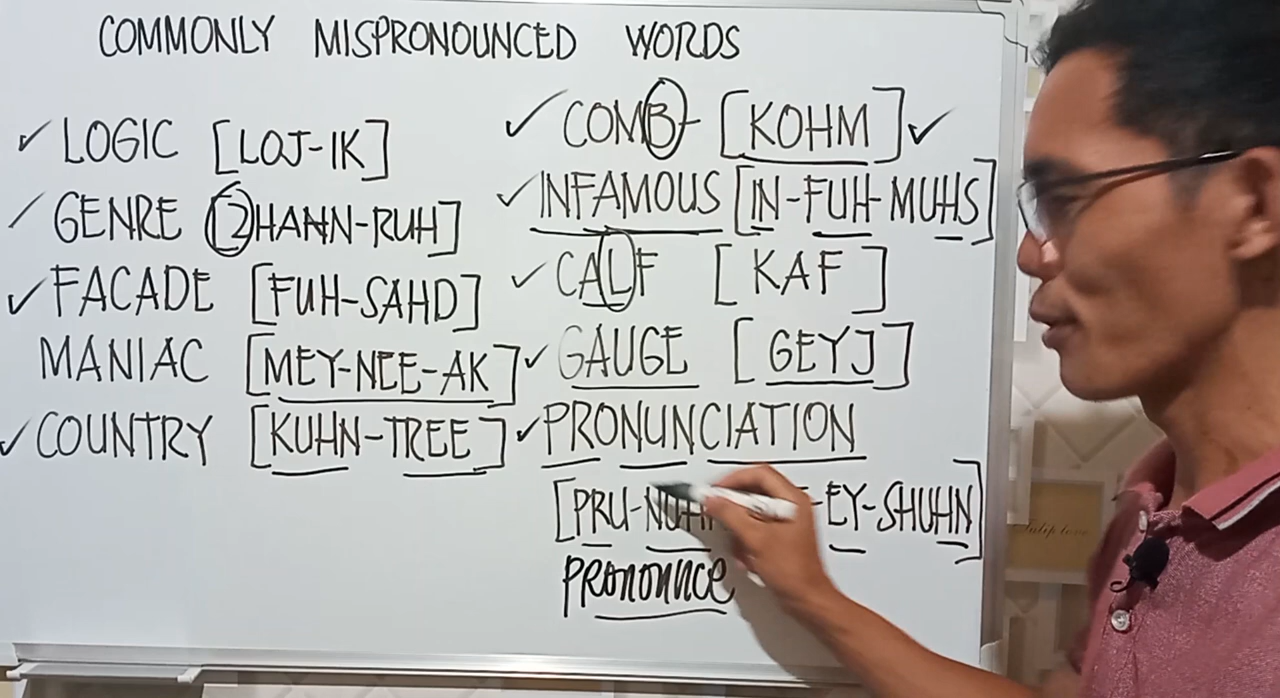 COMMONLY MISPRONOUNCED WORDS
LOGIC [LOJ-IK]
GENRE [ZHAHN-RUH]
FACADE [FUH-SAHD]
MANIAC [MEY-NEE-AK]
COUNTRY [KUHN-TREE]
COMB [KOHM]
INFAMOUS [IN-FUH-MUHS]
CALF [KAF]
GAUGE [GEYJ]
PRONUNCIATION
[PRU- -EY-SHUHN]
PRONOUNCE